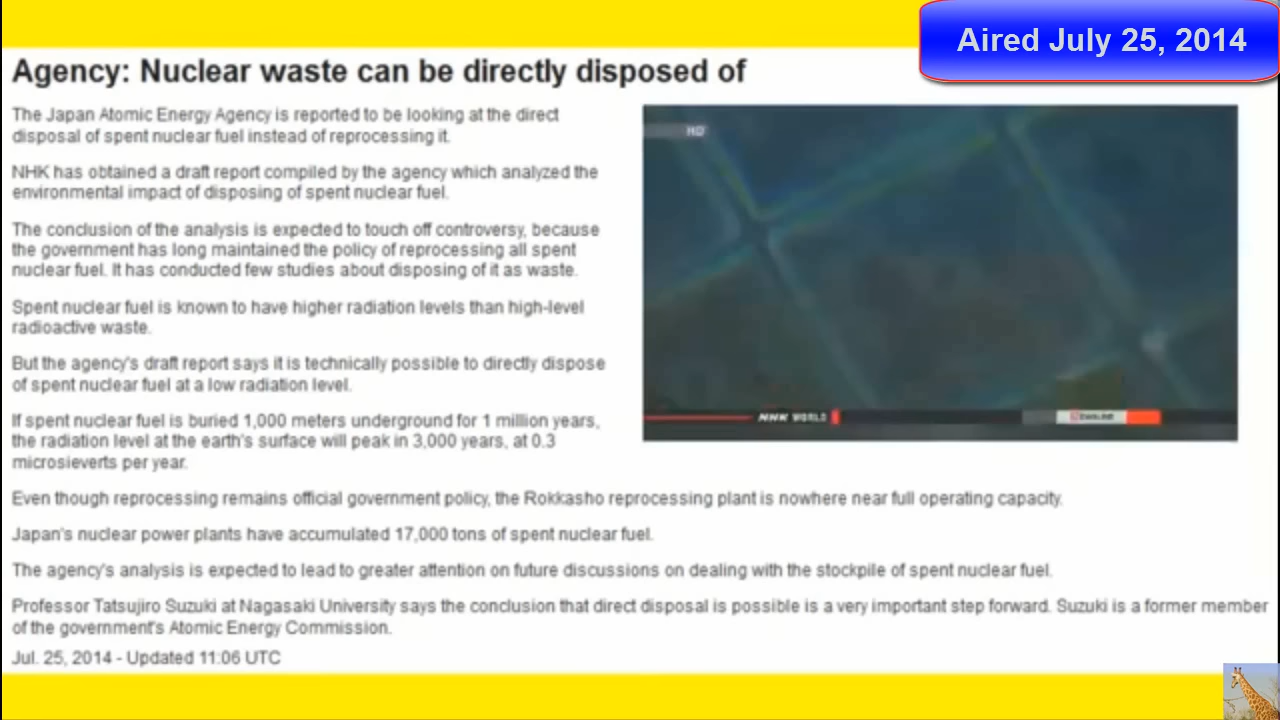 Aired July 25, 2014
Agency: Nuclear waste can be directly disposed of
The Japan Atomic Energy Agency is reported to be looking at the direct
disposal of spent nuclear fuel instead of reprocessing it.
NHK has obtained a draft report compiled by the agency which analyzed the
environmental impact of disposing of spent nuclear fuel.
The conclusion of the analysis is expected to touch off controversy, because
the government has long maintained the policy of reprocessing all spent
nuclear fuel. It has conducted few studies about disposing of it as waste.
Spent nuclear fuel is known to have higher radiation levels than high-level
radioactive waste.
But the agency's draft report says it is technically possible to directly dispose
of spent nuclear fuel at a low radiation level.
If spent nuclear fuel is buried 1,000 meters underground for 1 million years,
the radiation level at the earth's surface will peak in 3,000 years, at 0.3
microsieverts per year.
HD
NHK WORLD
Even though reprocessing remains official government policy, the Rokkasho reprocessing plant is nowhere near full operating capacity.
Japan's nuclear power plants have accumulated 17,000 tons of spent nuclear fuel.
The agency's analysis is expected to lead to greater attention on future discussions on dealing with the stockpile of spent nuclear fuel.
Professor Tatsujiro Suzuki at Nagasaki University says the conclusion that direct disposal is possible is a very important step forward. Suzuki is a former member
of the government's Atomic Energy Commission.
Jul. 25, 2014 - Updated 11:06 UTC